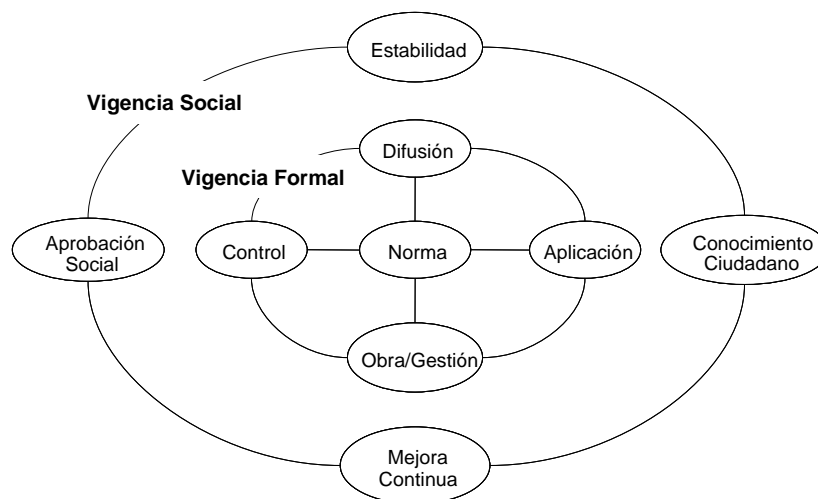 Estabilidad
Vigencia Social
Difusión
Vigencia Formal
Aprobación
Social
Control
Norma
Aplicación
Conocimiento
Ciudadano
Obra/Gestión
Mejora
Continua